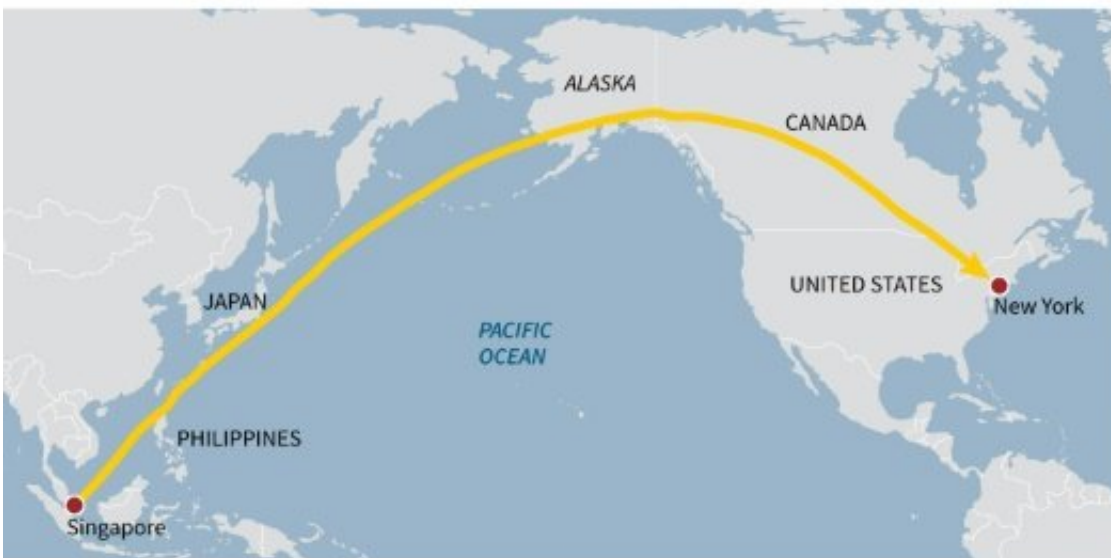 ALASKA
CANADA
JAPAN
UNITED STATES
New York
PACIFIC
OCEAN
PHILIPPINES
Singapore